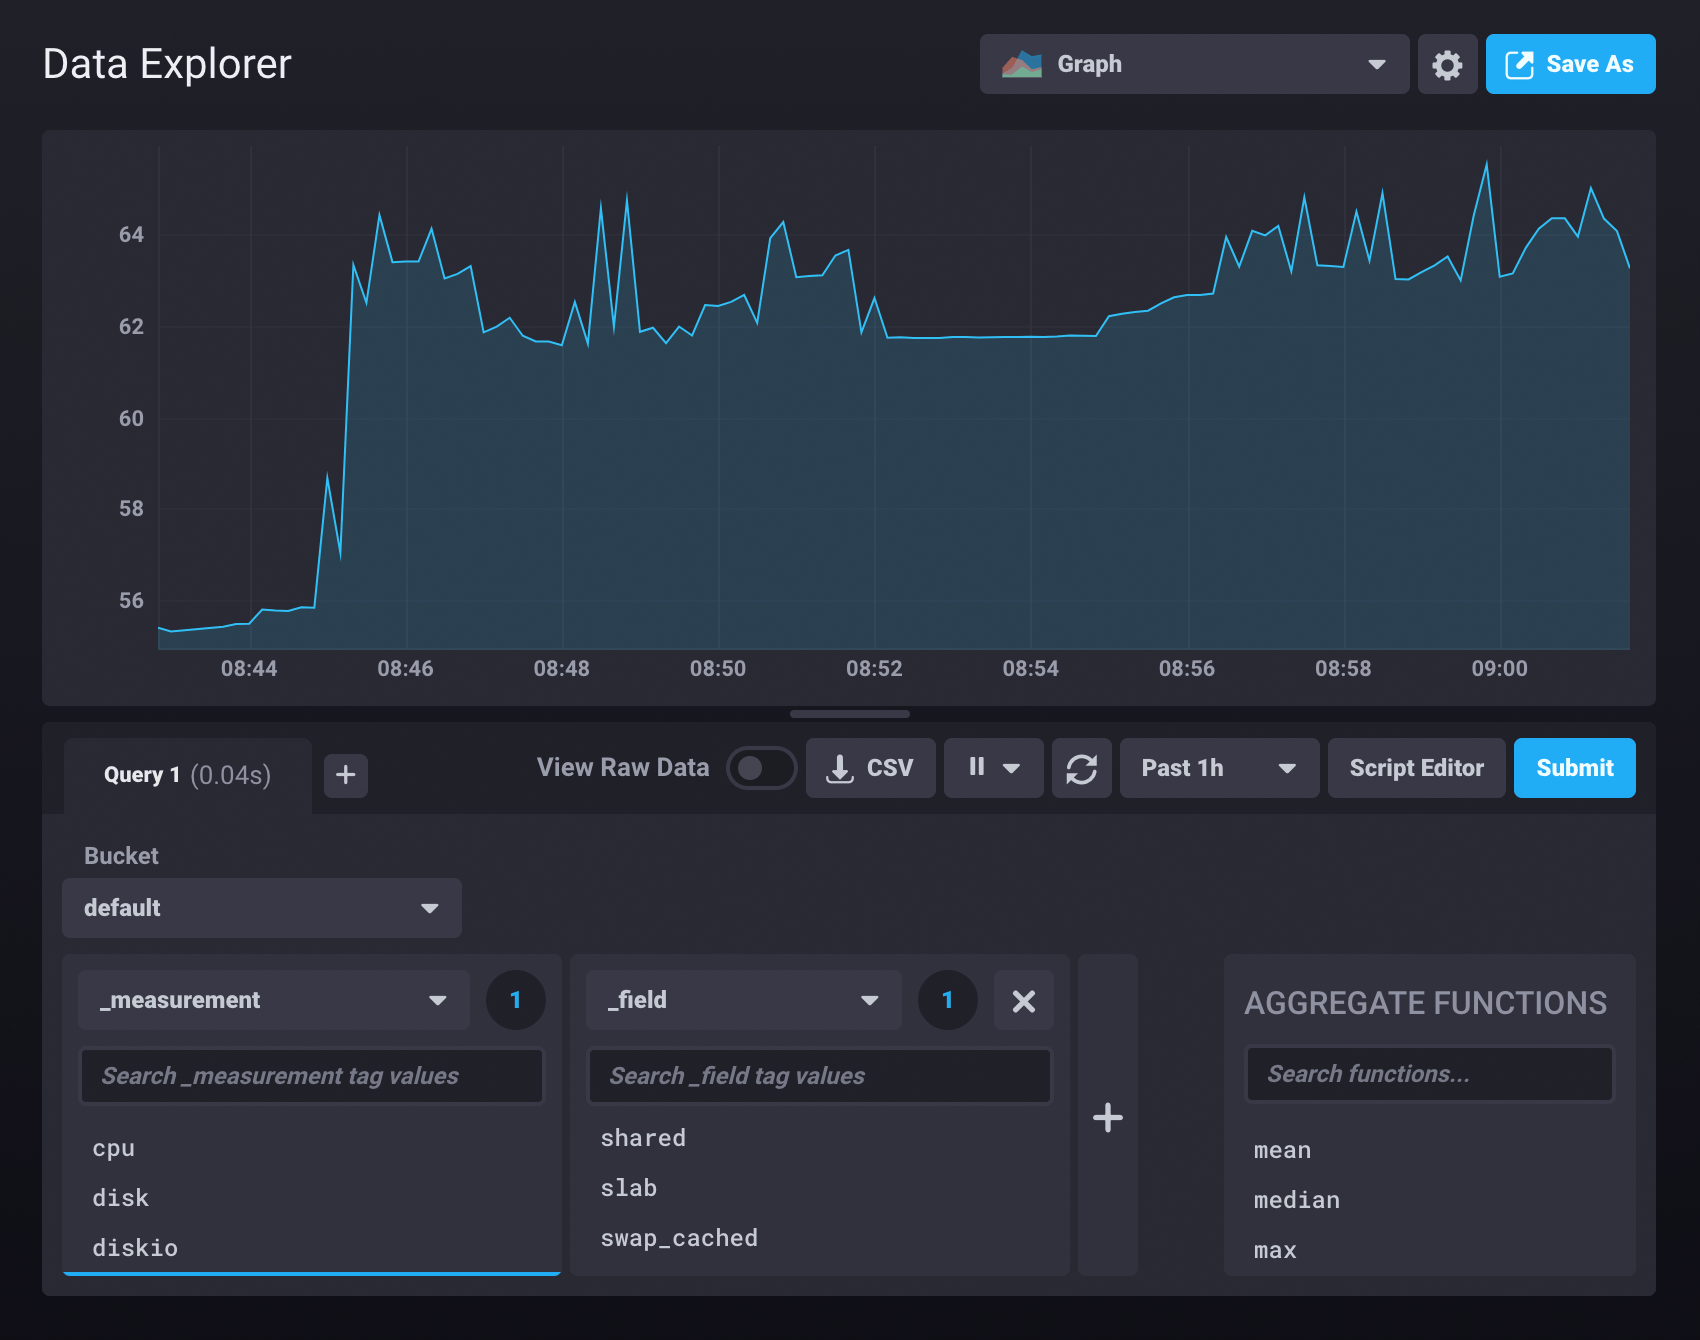 Data Explorer
Graph
Save As
64
62
60
58
56
08:44 08:46 08:48 08:50 08:52 08:54 08:56 08:58 09:00
Query 1 (0.04s)
View Raw Data
CSV
Past 1h
Script Editor
Submit
Bucket
default
_measurement
1
Search _measurement tag values
cpu
disk
diskio
_field
1
Search _field tag values
shared
slab
swap_cached
AGGREGATE FUNCTIONS
Search functions...
mean
median
max